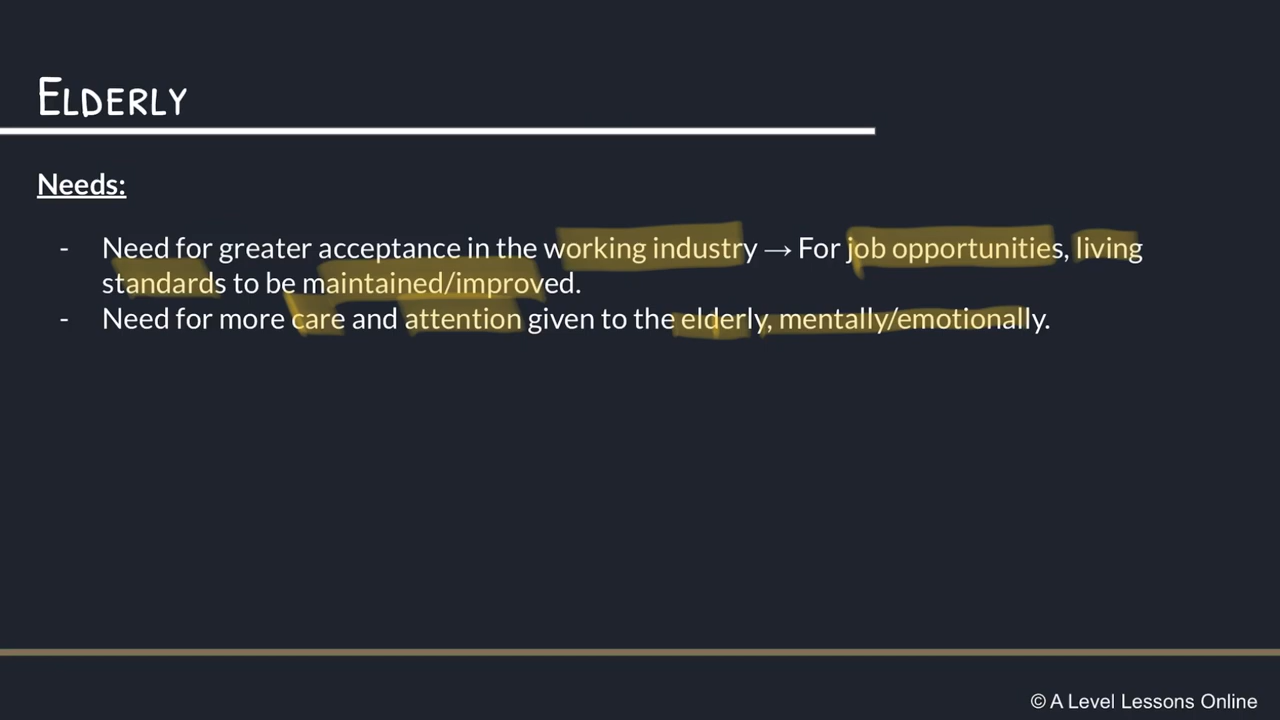 ELDERLY
Needs:
- Need for greater acceptance in the working industry → For job opportunities, living
standards to be maintained/improved.
- Need for more care and attention given to the elderly, mentally/emotionally.
© A Level Lessons Online